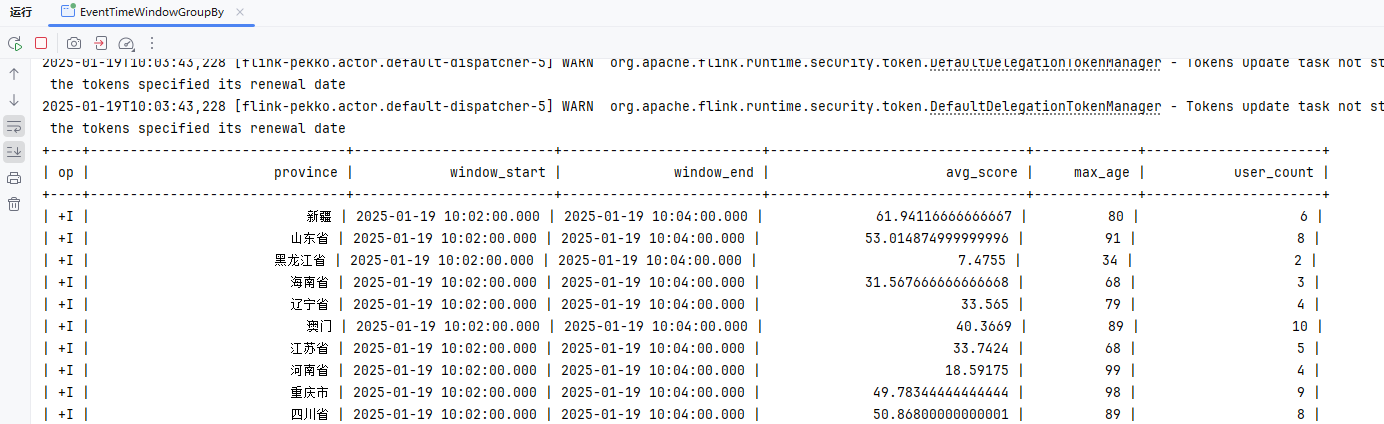 运行 EventTimeWindowGroupBy
2025-01-19T10:03:43,228 [flink-pekko.actor.default-dispatcher-5] WARN  org.apache.flink.runtime.security.token.DefaultDelegationTokenManager - Tokens update task not st
the tokens specified its renewal date
2025-01-19T10:03:43,228 [flink-pekko.actor.default-dispatcher-5] WARN  org.apache.flink.runtime.security.token.DefaultDelegationTokenManager - Tokens update task not st
the tokens specified its renewal date
+----+--------------------------------+-------------------------+-------------------------+--------------------------------+-------------+----------------------+
| op | province | window_start | window_end | avg_score | max_age | user_count |
+----+--------------------------------+-------------------------+-------------------------+--------------------------------+-------------+----------------------+
| +I | 新疆 | 2025-01-19 10:02:00.000 | 2025-01-19 10:04:00.000 | 61.94116666666667 | 80 | 6 |
| +I | 山东省 | 2025-01-19 10:02:00.000 | 2025-01-19 10:04:00.000 | 53.014874999999996 | 91 | 8 |
| +I | 黑龙江省 | 2025-01-19 10:02:00.000 | 2025-01-19 10:04:00.000 | 7.4755 | 34 | 2 |
| +I | 海南省 | 2025-01-19 10:02:00.000 | 2025-01-19 10:04:00.000 | 31.567666666666668 | 68 | 3 |
| +I | 辽宁省 | 2025-01-19 10:02:00.000 | 2025-01-19 10:04:00.000 | 33.565 | 79 | 4 |
| +I | 澳门 | 2025-01-19 10:02:00.000 | 2025-01-19 10:04:00.000 | 40.3669 | 89 | 10 |
| +I | 江苏省 | 2025-01-19 10:02:00.000 | 2025-01-19 10:04:00.000 | 33.7424 | 68 | 5 |
| +I | 河南省 | 2025-01-19 10:02:00.000 | 2025-01-19 10:04:00.000 | 18.59175 | 99 | 4 |
| +I | 重庆市 | 2025-01-19 10:02:00.000 | 2025-01-19 10:04:00.000 | 49.78344444444444 | 98 | 9 |
| +I | 四川省 | 2025-01-19 10:02:00.000 | 2025-01-19 10:04:00.000 | 50.86800000000001 | 89 | 8 |